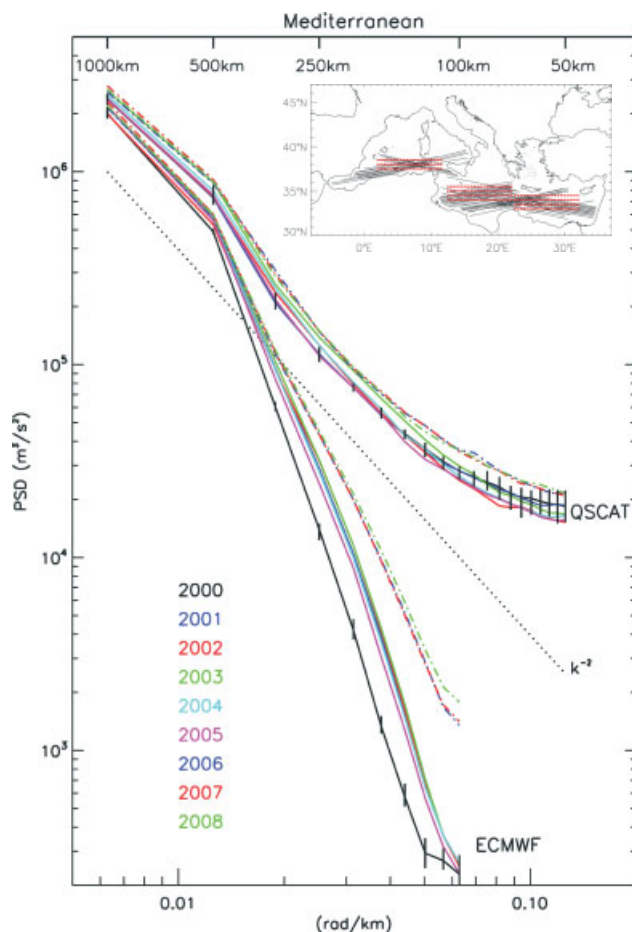 Mediterranean
1000km 500km 250km 100km 50km
45°N
40°N
35°N
30°N
0°E 10°E 20°E 30°E
10⁶
10⁵
10⁴
10³
PSD (m³/s²)
QSCAT
k⁻²
ECMWF
2000
2001
2002
2003
2004
2005
2006
2007
2008
0.01 0.10
(rad/km)